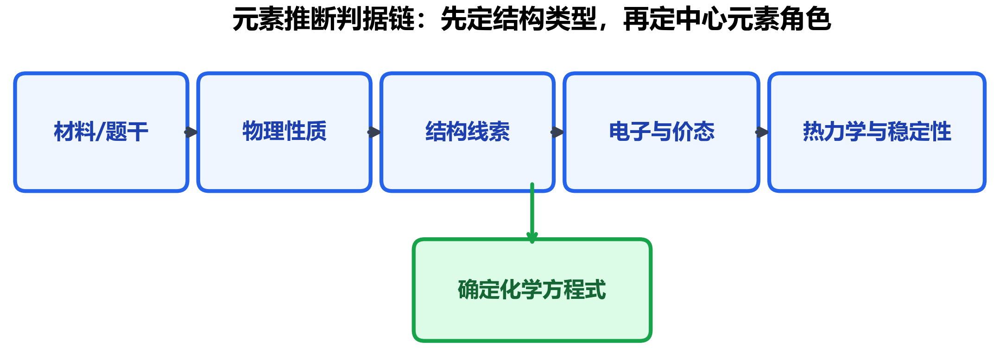 元素推断判据链：先定结构类型，再定中心元素角色
材料/题干
物理性质
结构线索
电子与价态
热力学与稳定性
确定化学方程式